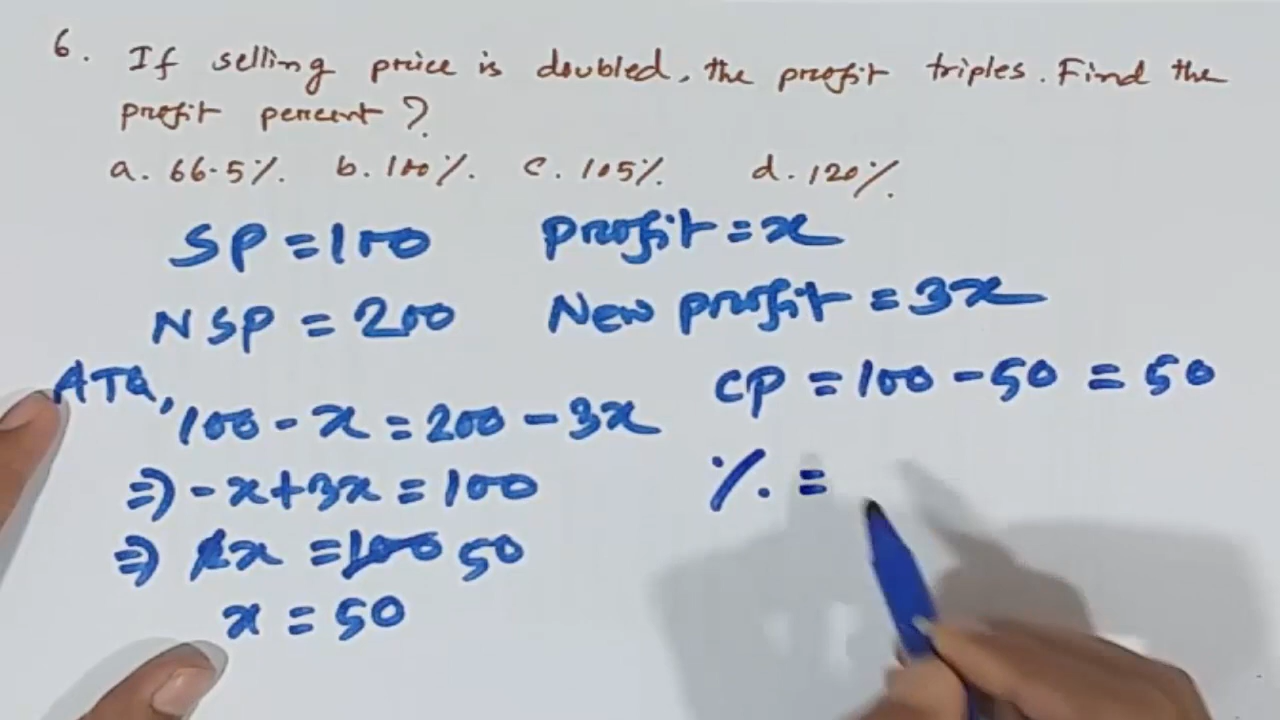 6. If selling price is doubled, the profit triples. Find the
profit percent?
a. 66.5%. b. 100%. c. 105%. d. 120%.
SP = 100 Profit = x
NSP = 200 New profit = 3x
ATQ,
100 - x = 200 - 3x
CP = 100 - 50 = 50
=) -x + 3x = 100
% =
=) 2x = 100 50
x = 50